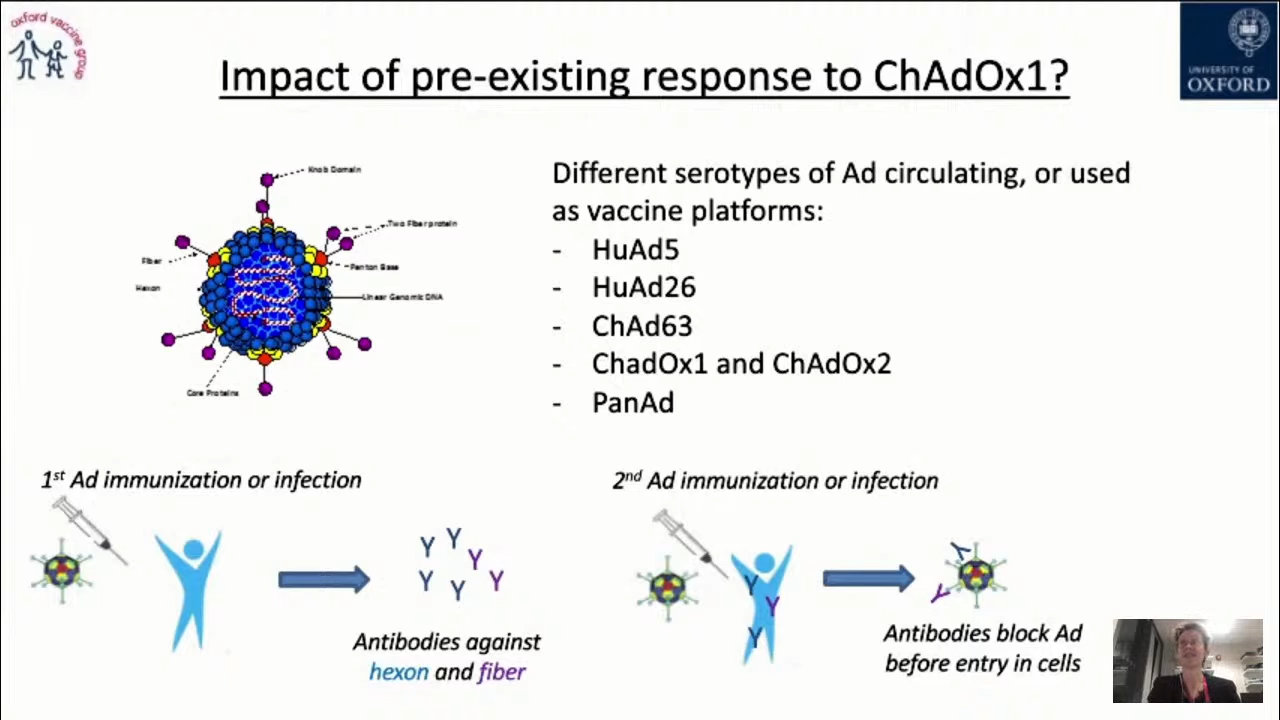 oxford vaccine group
UNIVERSITY OF
OXFORD
Impact of pre-existing response to ChAdOx1?
Knob Domain
Two Fiber protein
Fiber
Penton Base
Hexon
Linear Genomic DNA
Core Proteins
Different serotypes of Ad circulating, or used
as vaccine platforms:
- HuAd5
- HuAd26
- ChAd63
- ChadOx1 and ChAdOx2
- PanAd
1st Ad immunization or infection
Antibodies against
hexon and fiber
2nd Ad immunization or infection
Antibodies block Ad
before entry in cells